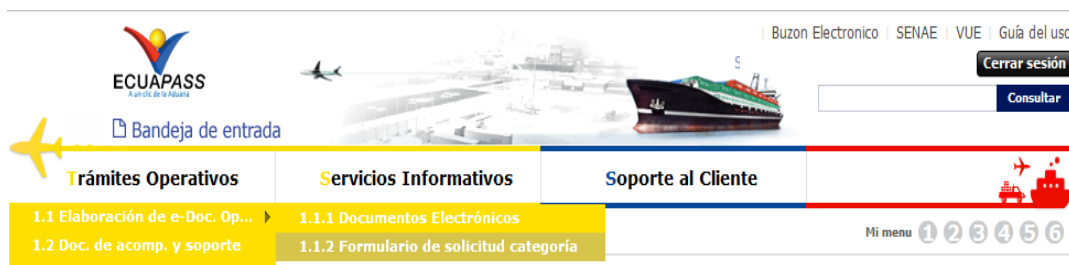 Buzon Electronico | SENAE | VUE | Guía del uso
ECUAPASS
A un clic de la Aduana
Cerrar sesión
Consultar
Bandeja de entrada
Trámites Operativos
Servicios Informativos
Soporte al Cliente
1.1 Elaboración de e-Doc. Op...
1.1.1 Documentos Electrónicos
1.2 Doc. de acomp. y soporte
1.1.2 Formulario de solicitud categoría
Mi menu 1 2 3 4 5 6